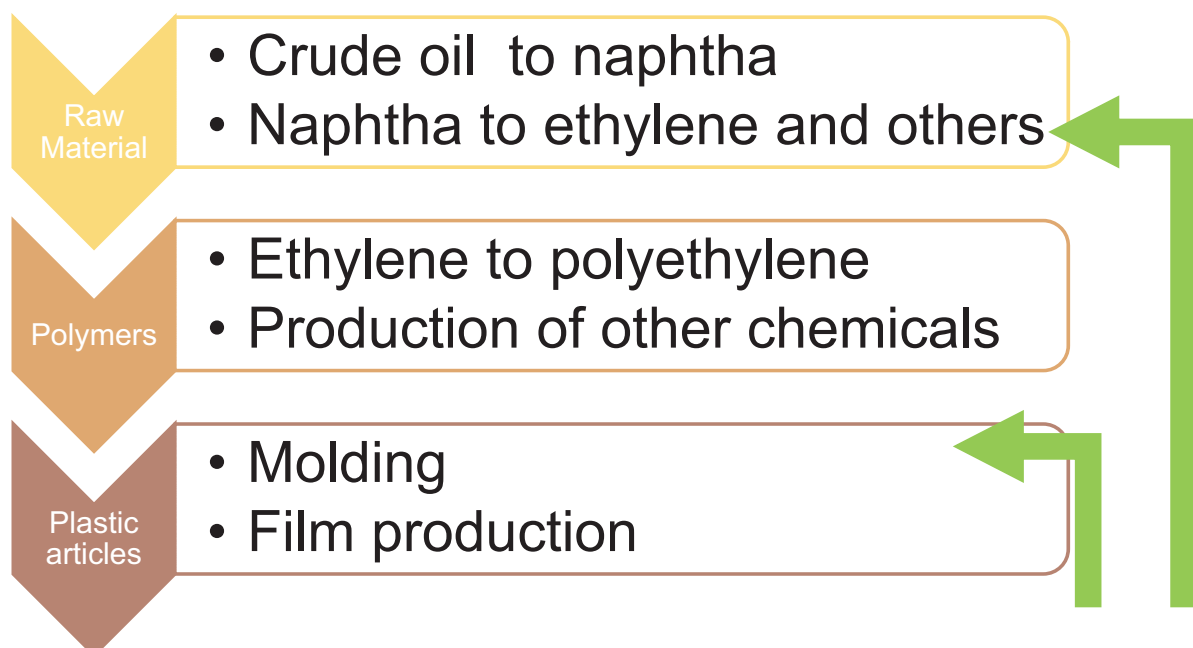 Raw
Material
• Crude oil  to naphtha
• Naphtha to ethylene and others
Polymers
• Ethylene to polyethylene
• Production of other chemicals
Plastic
articles
• Molding
• Film production